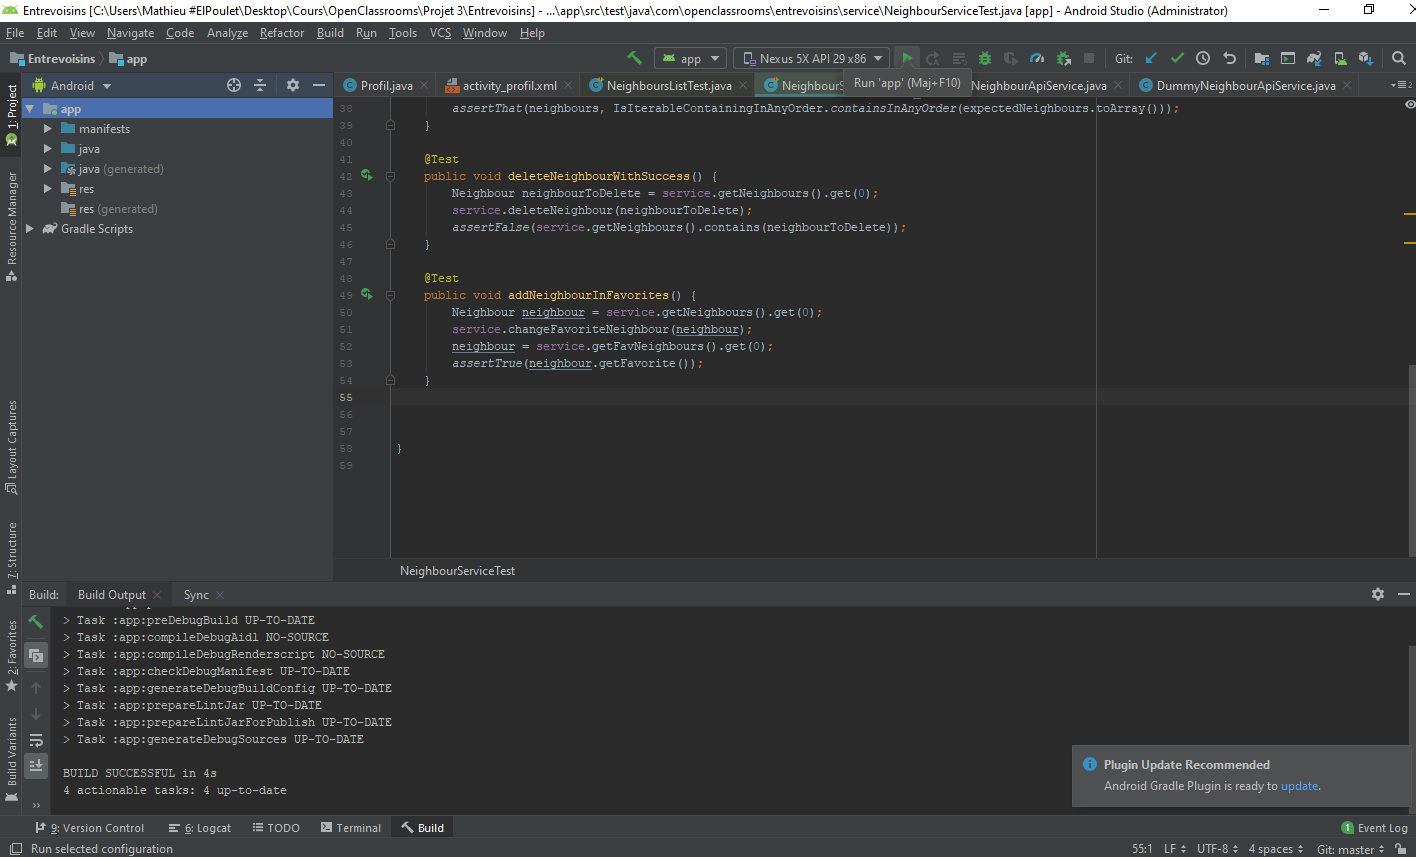 Entrevoisins [C:\Users\Mathieu #ElPoulet\Desktop\Cours\OpenClassrooms\Projet 3\Entrevoisins] - ...\app\src\test\java\com\openclassrooms\entrevoisins\service\NeighbourServiceTest.java [app] - Android Studio (Administrator)
File Edit View Navigate Code Analyze Refactor Build Run Tools VCS Window Help
Entrevoisins app
app Nexus 5X API 29 x86 Git:
Android
Profil.java activity_profil.xml NeighboursListTest.java NeighbourS NeighbourApiService.java DummyNeighbourApiService.java 2
Run 'app' (Maj+F10)
1: Project
Resource Manager
Layout Captures
7: Structure
2: Favorites
Build Variants
app
manifests
java
java (generated)
res
res (generated)
Gradle Scripts
38 assertThat(neighbours, IsIterableContainingInAnyOrder.containsInAnyOrder(expectedNeighbours.toArray()));
39 }
40
41 @Test
42 public void deleteNeighbourWithSuccess() {
43 Neighbour neighbourToDelete = service.getNeighbours().get(0);
44 service.deleteNeighbour(neighbourToDelete);
45 assertFalse(service.getNeighbours().contains(neighbourToDelete));
46 }
47
48 @Test
49 public void addNeighbourInFavorites() {
50 Neighbour neighbour = service.getNeighbours().get(0);
51 service.changeFavoriteNeighbour(neighbour);
52 neighbour = service.getFavNeighbours().get(0);
53 assertTrue(neighbour.getFavorite());
54 }
55
56
57
58 }
59
NeighbourServiceTest
Build: Build Output Sync
> Task :app:preDebugBuild UP-TO-DATE
> Task :app:compileDebugAidl NO-SOURCE
> Task :app:compileDebugRenderscript NO-SOURCE
> Task :app:checkDebugManifest UP-TO-DATE
> Task :app:generateDebugBuildConfig UP-TO-DATE
> Task :app:prepareLintJar UP-TO-DATE
> Task :app:prepareLintJarForPublish UP-TO-DATE
> Task :app:generateDebugSources UP-TO-DATE
BUILD SUCCESSFUL in 4s
4 actionable tasks: 4 up-to-date
Plugin Update Recommended
Android Gradle Plugin is ready to update.
9: Version Control 6: Logcat TODO Terminal Build 1 Event Log
Run selected configuration 55:1 LF UTF-8 4 spaces Git: master